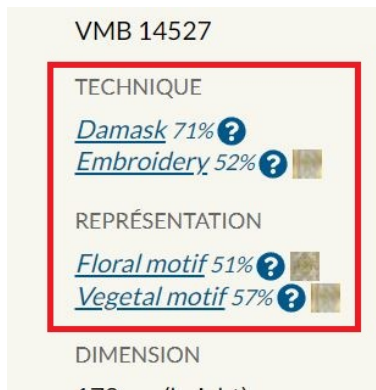 VMB 14527
TECHNIQUE
Damask 71% ?
Embroidery 52% ?
REPRÉSENTATION
Floral motif 51% ?
Vegetal motif 57% ?
DIMENSION